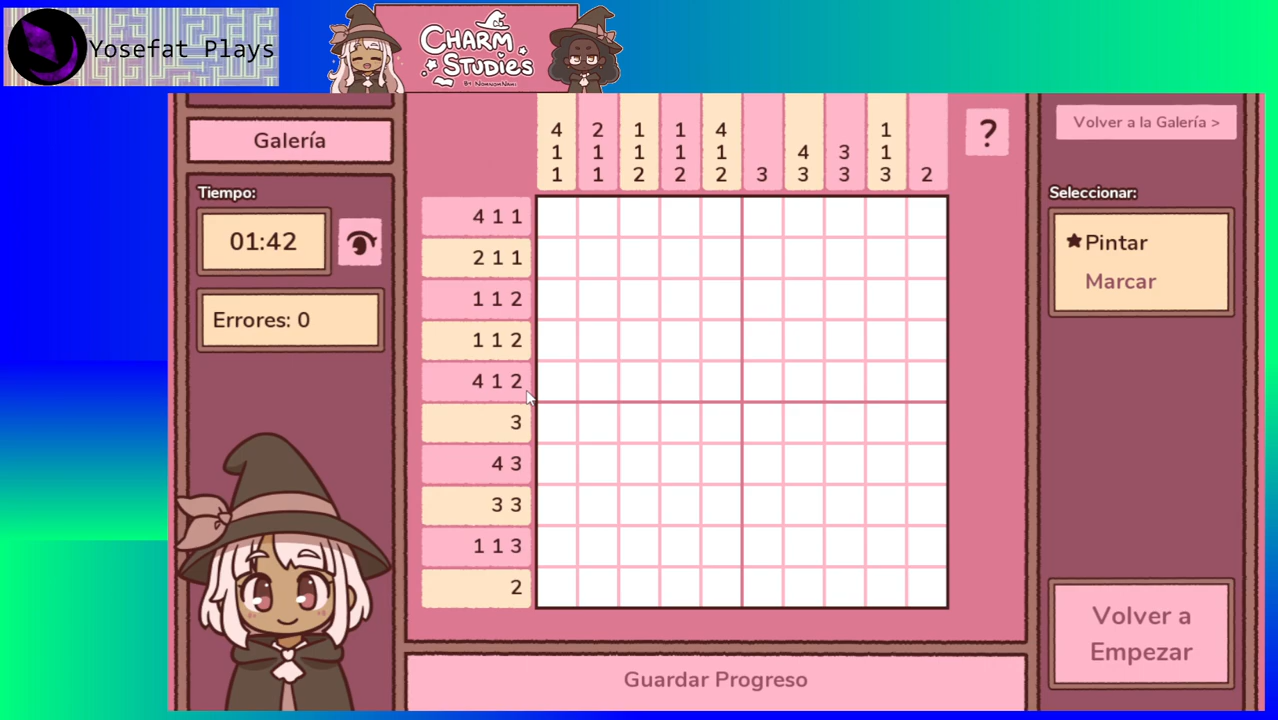 Yosefat Plays
CHARM
STUDIES
BY NOMNOMNAMI
Galería
Tiempo:
01:42
Errores: 0
4 2 1 1 4 1
1 1 1 1 1 4 3 1
1 1 2 2 2 3 3 3 3 2
?
4 1 1
2 1 1
1 1 2
1 1 2
4 1 2
3
4 3
3 3
1 1 3
2
Volver a la Galería >
Seleccionar:
Pintar
Marcar
Volver a
Empezar
Guardar Progreso